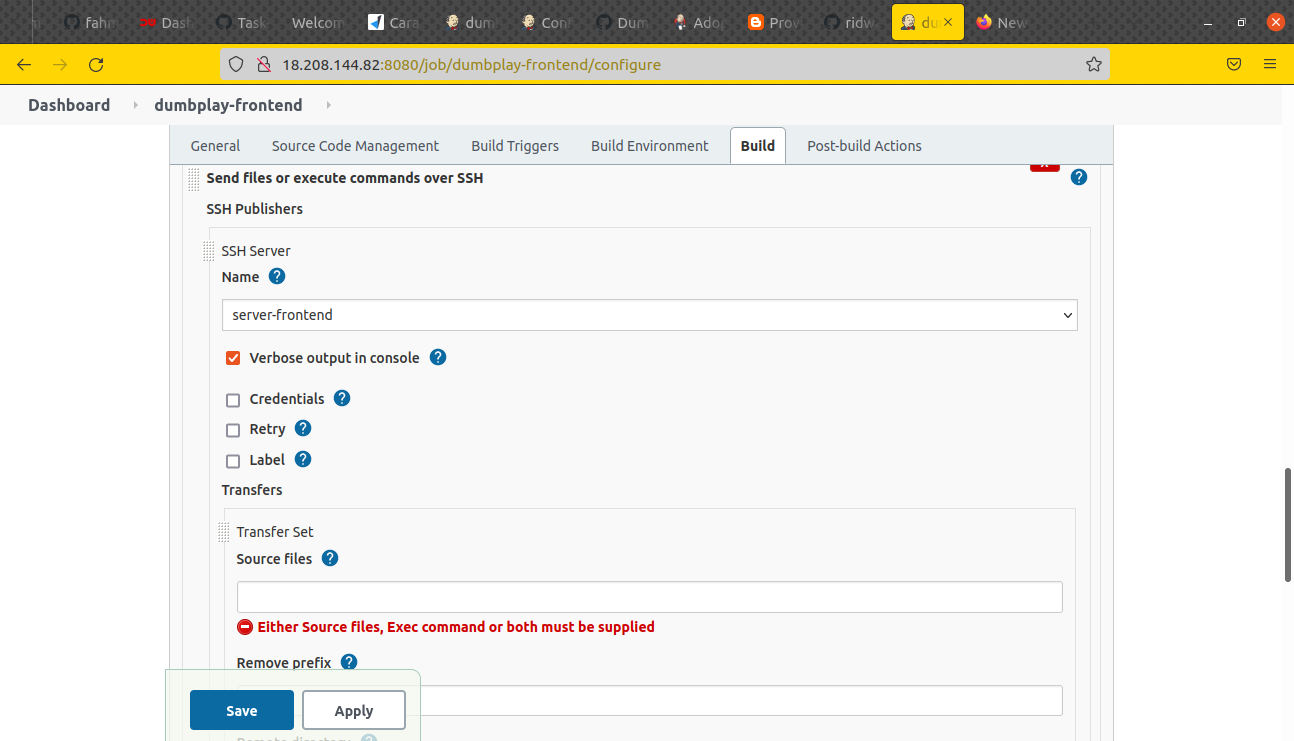 fahm Dash Task Welcom Cara dum Con Dum Ado Prov ridw du New
18.208.144.82:8080/job/dumbplay-frontend/configure
Dashboard dumbplay-frontend
General Source Code Management Build Triggers Build Environment Build Post-build Actions
Send files or execute commands over SSH
?
SSH Publishers
SSH Server
Name ?
server-frontend
Verbose output in console ?
Credentials ?
Retry ?
Label ?
Transfers
Transfer Set
Source files ?
Either Source files, Exec command or both must be supplied
Remove prefix ?
Save Apply
Remote directory ?